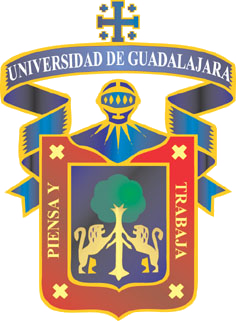 UNIVERSIDAD DE GUADALAJARA
PIENSA Y
TRABAJA